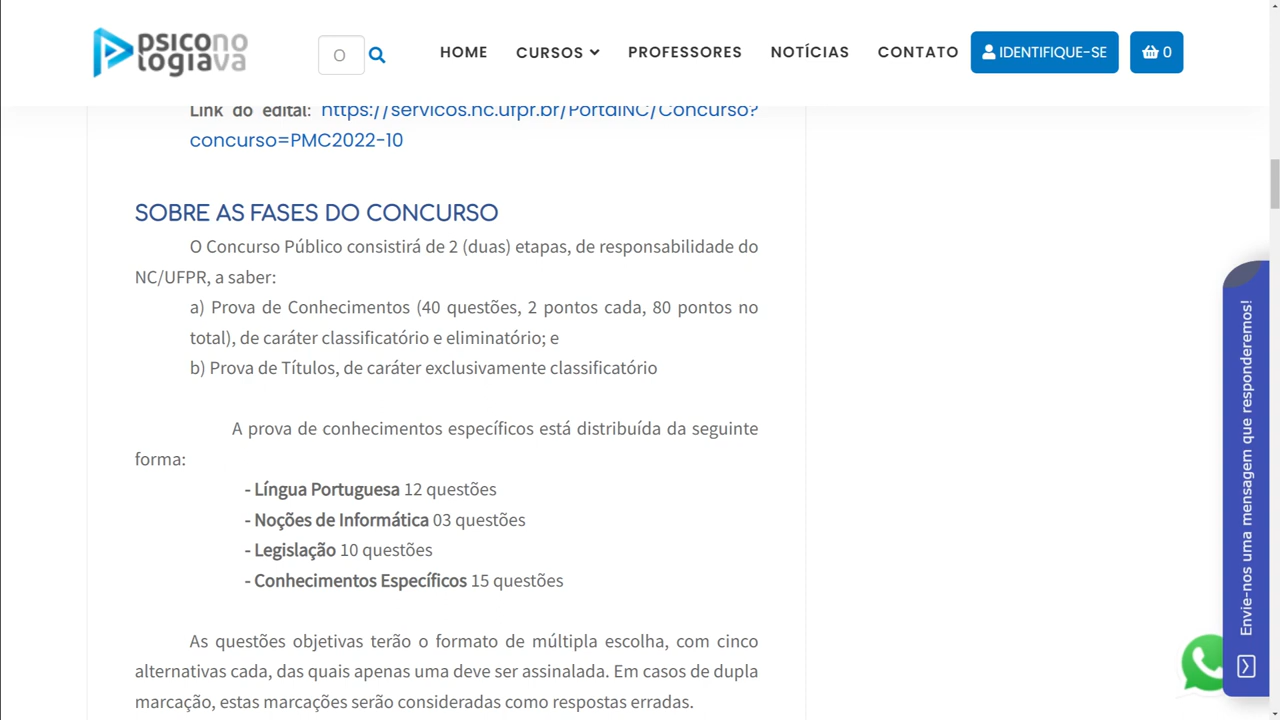 psicono
logiava
O
HOME
CURSOS
PROFESSORES
NOTÍCIAS
CONTATO
IDENTIFIQUE-SE
0
Link do edital: https://servicos.nc.ufpr.br/PortalNC/Concurso?
concurso=PMC2022-10
SOBRE AS FASES DO CONCURSO
O Concurso Público consistirá de 2 (duas) etapas, de responsabilidade do
NC/UFPR, a saber:
a) Prova de Conhecimentos (40 questões, 2 pontos cada, 80 pontos no
total), de caráter classificatório e eliminatório; e
b) Prova de Títulos, de caráter exclusivamente classificatório
A prova de conhecimentos específicos está distribuída da seguinte
forma:
- Língua Portuguesa 12 questões
- Noções de Informática 03 questões
- Legislação 10 questões
- Conhecimentos Específicos 15 questões
As questões objetivas terão o formato de múltipla escolha, com cinco
alternativas cada, das quais apenas uma deve ser assinalada. Em casos de dupla
marcação, estas marcações serão consideradas como respostas erradas.
Envie-nos uma mensagem que responderemos!